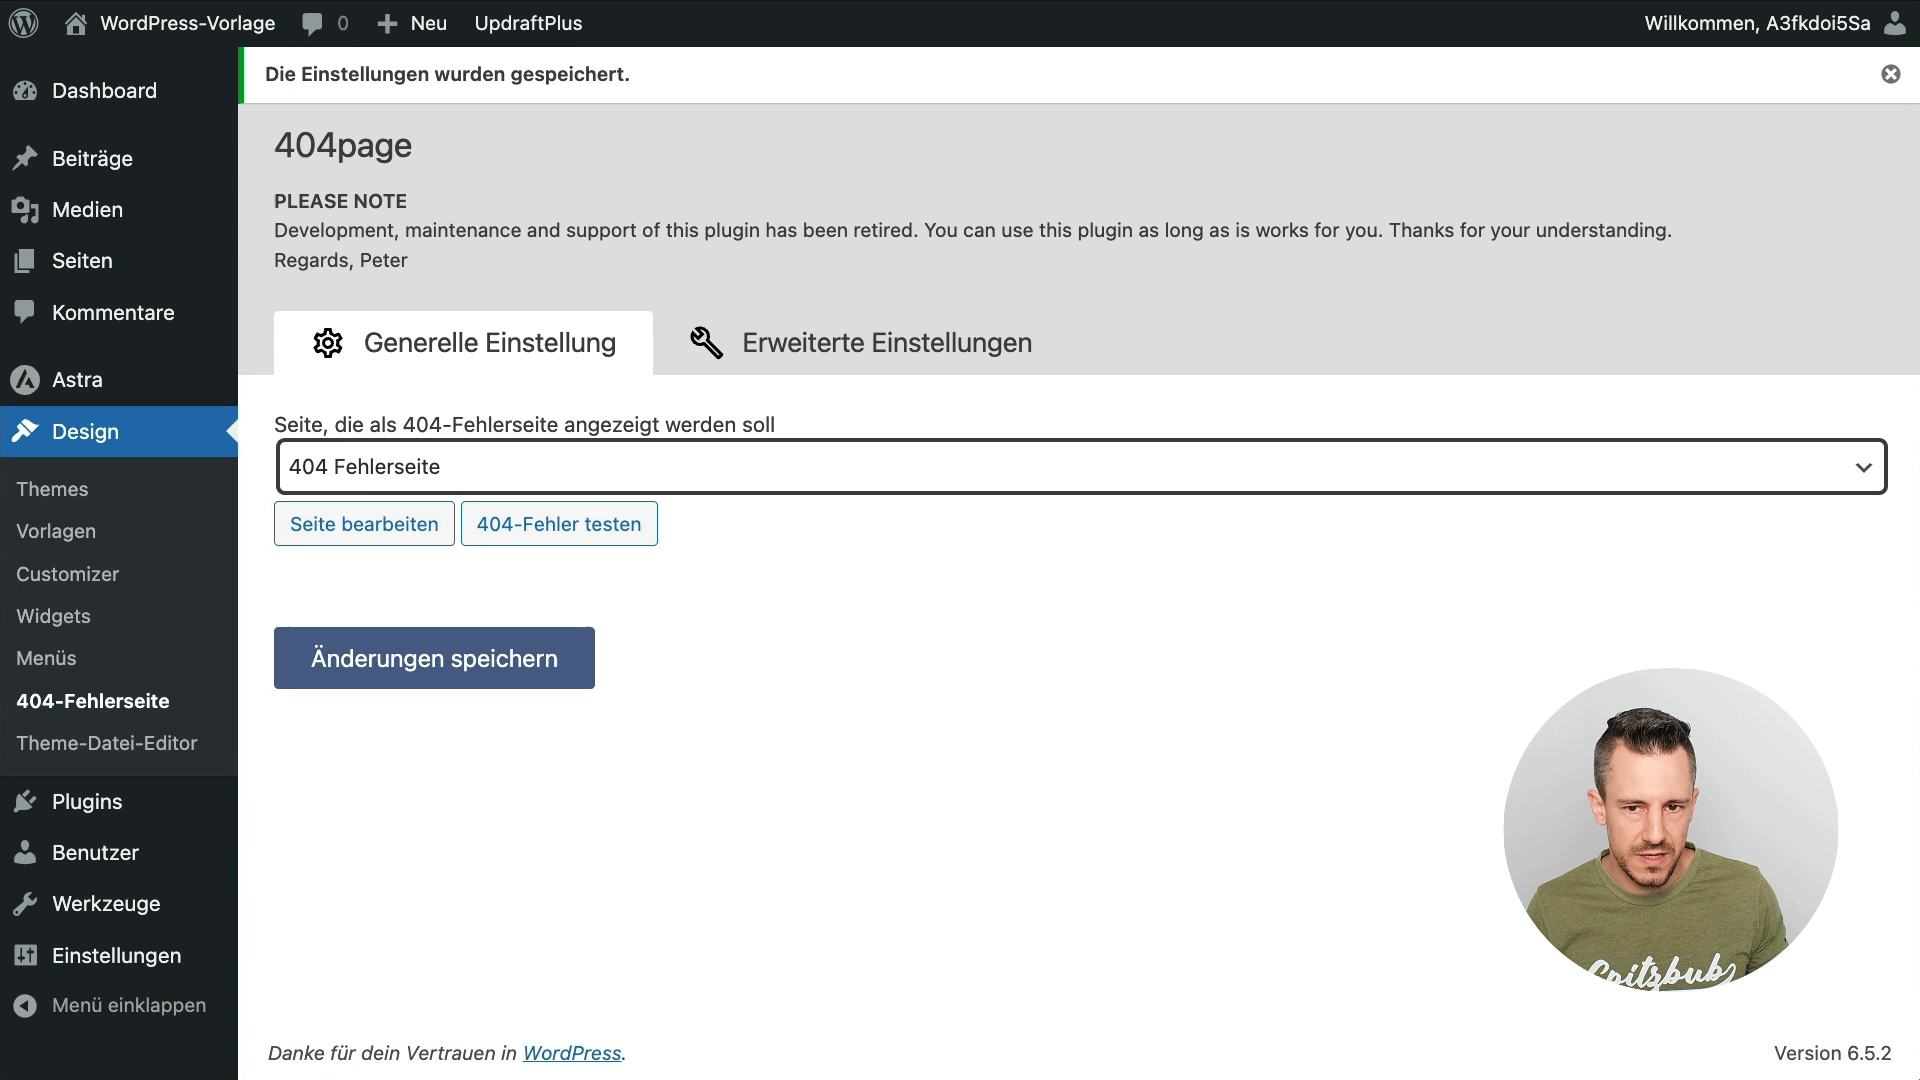 WordPress-Vorlage 0 Neu UpdraftPlus Willkommen, A3fkdoi5Sa
Die Einstellungen wurden gespeichert.
Dashboard
Beiträge
Medien
Seiten
Kommentare
Astra
Design
Themes
Vorlagen
Customizer
Widgets
Menüs
404-Fehlerseite
Theme-Datei-Editor
Plugins
Benutzer
Werkzeuge
Einstellungen
Menü einklappen
404page
PLEASE NOTE
Development, maintenance and support of this plugin has been retired. You can use this plugin as long as is works for you. Thanks for your understanding.
Regards, Peter
Generelle Einstellung Erweiterte Einstellungen
Seite, die als 404-Fehlerseite angezeigt werden soll
404 Fehlerseite
Seite bearbeiten 404-Fehler testen
Änderungen speichern
Spitzbub
Danke für dein Vertrauen in WordPress. Version 6.5.2